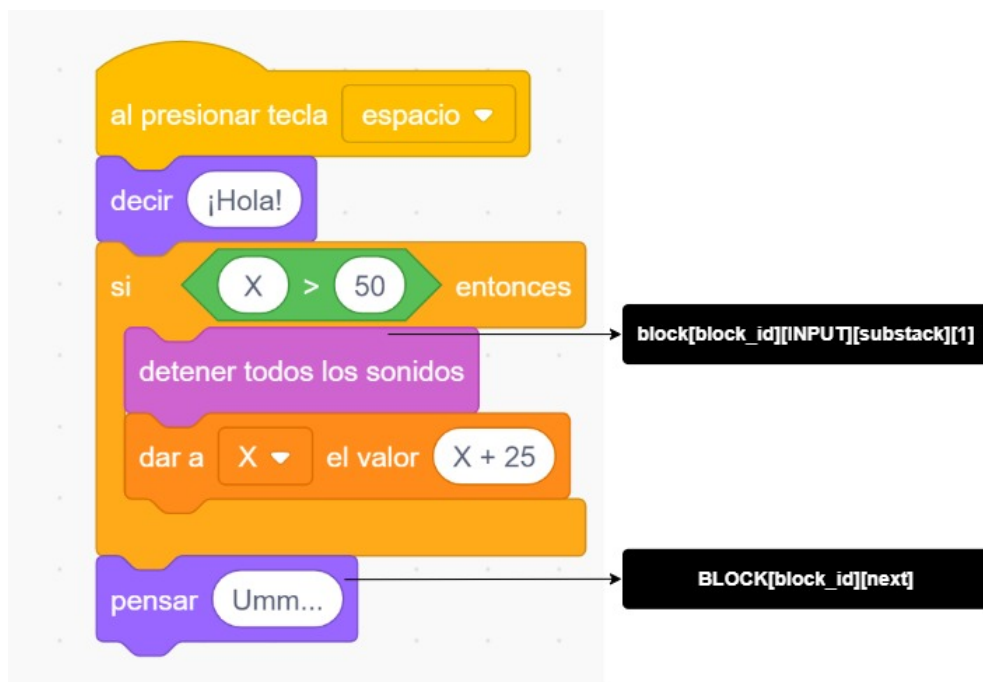 al presionar tecla espacio
decir ¡Hola!
si X > 50 entonces
block[block_id][INPUT][substack][1]
detener todos los sonidos
dar a X el valor X + 25
BLOCK[block_id][next]
pensar Umm...